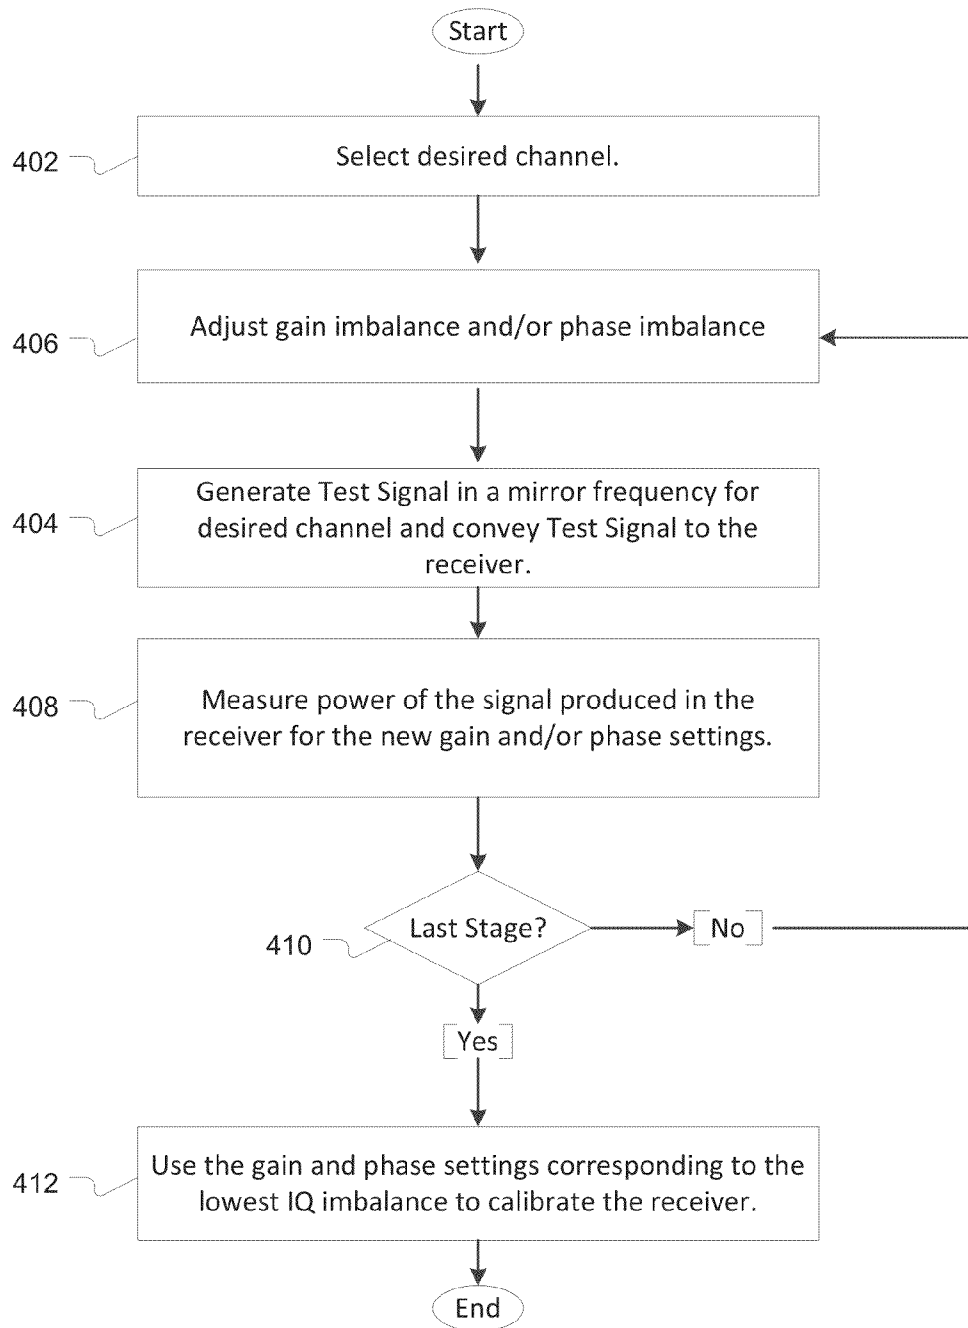 Start
402
Select desired channel.
406
Adjust gain imbalance and/or phase imbalance
404
Generate Test Signal in a mirror frequency for
desired channel and convey Test Signal to the
receiver.
408
Measure power of the signal produced in the
receiver for the new gain and/or phase settings.
410
Last Stage?
[No]
[Yes]
412
Use the gain and phase settings corresponding to the
lowest IQ imbalance to calibrate the receiver.
End